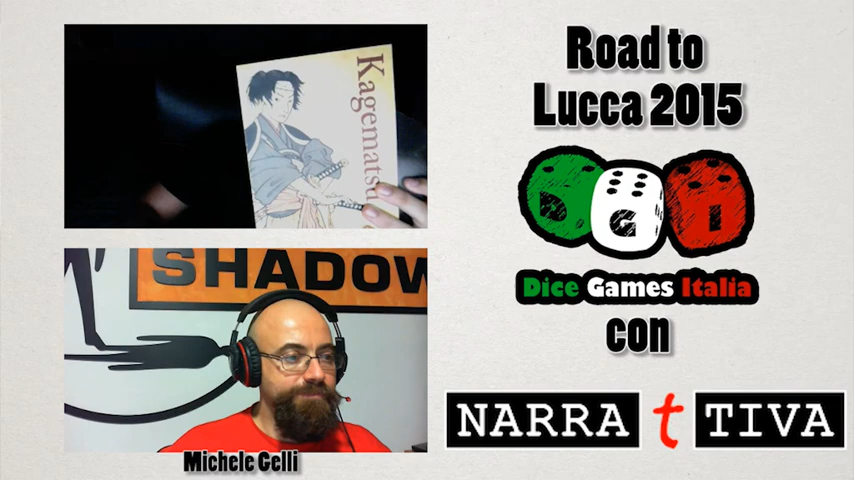 Kagematsu
SHADOW
Michele Gelli
Road to
Lucca 2015
D G I
Dice Games Italia
con
NARRA t TIVA